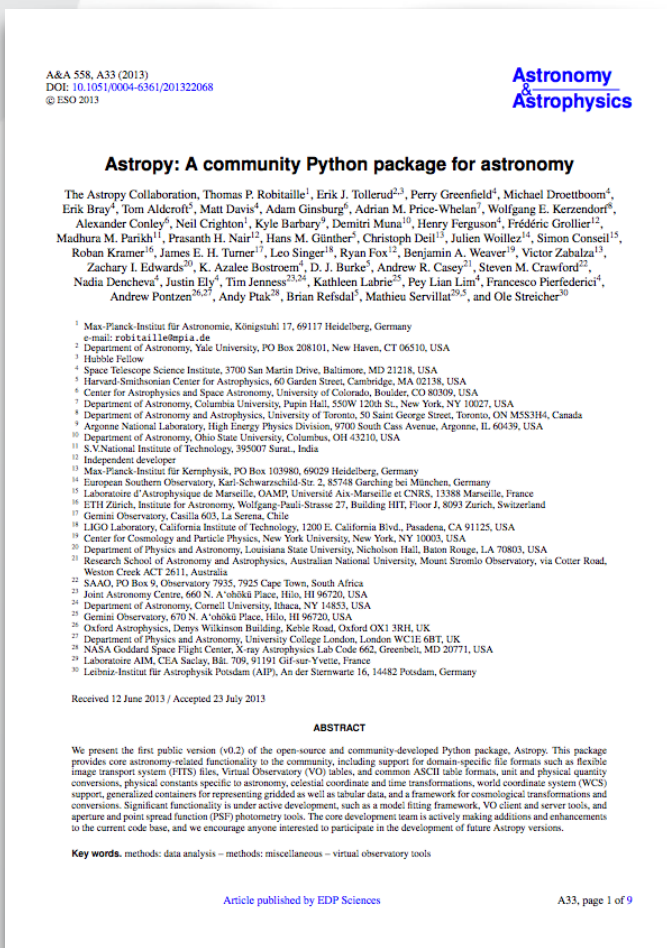 A&A 558, A33 (2013)
DOI: 10.1051/0004-6361/201322068
© ESO 2013
Astronomy
&
Astrophysics
Astropy: A community Python package for astronomy
The Astropy Collaboration, Thomas P. Robitaille1, Erik J. Tollerud2,3, Perry Greenfield4, Michael Droettboom4,
Erik Bray4, Tom Aldcroft5, Matt Davis4, Adam Ginsburg6, Adrian M. Price-Whelan7, Wolfgang E. Kerzendorf8,
Alexander Conley6, Neil Crighton1, Kyle Barbary9, Demitri Muna10, Henry Ferguson4, Frédéric Grollier12,
Madhura M. Parikh11, Prasanth H. Nair12, Hans M. Günther5, Christoph Deil13, Julien Woillez14, Simon Conseil15,
Roban Kramer16, James E. H. Turner17, Leo Singer18, Ryan Fox12, Benjamin A. Weaver19, Victor Zabalza13,
Zachary I. Edwards20, K. Azalee Bostroem4, D. J. Burke5, Andrew R. Casey21, Steven M. Crawford22,
Nadia Dencheva4, Justin Ely4, Tim Jenness23,24, Kathleen Labrie25, Pey Lian Lim4, Francesco Pierfederici4,
Andrew Pontzen26,27, Andy Ptak28, Brian Refsdal5, Mathieu Servillat29,5, and Ole Streicher30
1 Max-Planck-Institut für Astronomie, Königstuhl 17, 69117 Heidelberg, Germany
e-mail: robitaille@mpia.de
2 Department of Astronomy, Yale University, PO Box 208101, New Haven, CT 06510, USA
3 Hubble Fellow
4 Space Telescope Science Institute, 3700 San Martin Drive, Baltimore, MD 21218, USA
5 Harvard-Smithsonian Center for Astrophysics, 60 Garden Street, Cambridge, MA 02138, USA
6 Center for Astrophysics and Space Astronomy, University of Colorado, Boulder, CO 80309, USA
7 Department of Astronomy, Columbia University, Pupin Hall, 550W 120th St., New York, NY 10027, USA
8 Department of Astronomy and Astrophysics, University of Toronto, 50 Saint George Street, Toronto, ON M5S3H4, Canada
9 Argonne National Laboratory, High Energy Physics Division, 9700 South Cass Avenue, Argonne, IL 60439, USA
10 Department of Astronomy, Ohio State University, Columbus, OH 43210, USA
11 S.V.National Institute of Technology, 395007 Surat., India
12 Independent developer
13 Max-Planck-Institut für Kernphysik, PO Box 103980, 69029 Heidelberg, Germany
14 European Southern Observatory, Karl-Schwarzschild-Str. 2, 85748 Garching bei München, Germany
15 Laboratoire d'Astrophysique de Marseille, OAMP, Université Aix-Marseille et CNRS, 13388 Marseille, France
16 ETH Zürich, Institute for Astronomy, Wolfgang-Pauli-Strasse 27, Building HIT, Floor J, 8093 Zurich, Switzerland
17 Gemini Observatory, Casilla 603, La Serena, Chile
18 LIGO Laboratory, California Institute of Technology, 1200 E. California Blvd., Pasadena, CA 91125, USA
19 Center for Cosmology and Particle Physics, New York University, New York, NY 10003, USA
20 Department of Physics and Astronomy, Louisiana State University, Nicholson Hall, Baton Rouge, LA 70803, USA
21 Research School of Astronomy and Astrophysics, Australian National University, Mount Stromlo Observatory, via Cotter Road,
Weston Creek ACT 2611, Australia
22 SAAO, PO Box 9, Observatory 7935, 7925 Cape Town, South Africa
23 Joint Astronomy Centre, 660 N. A'ohōkū Place, Hilo, HI 96720, USA
24 Department of Astronomy, Cornell University, Ithaca, NY 14853, USA
25 Gemini Observatory, 670 N. A'ohōkū Place, Hilo, HI 96720, USA
26 Oxford Astrophysics, Denys Wilkinson Building, Keble Road, Oxford OX1 3RH, UK
27 Department of Physics and Astronomy, University College London, London WC1E 6BT, UK
28 NASA Goddard Space Flight Center, X-ray Astrophysics Lab Code 662, Greenbelt, MD 20771, USA
29 Laboratoire AIM, CEA Saclay, Bât. 709, 91191 Gif-sur-Yvette, France
30 Leibniz-Institut für Astrophysik Potsdam (AIP), An der Sternwarte 16, 14482 Potsdam, Germany
Received 12 June 2013 / Accepted 23 July 2013
ABSTRACT
We present the first public version (v0.2) of the open-source and community-developed Python package, Astropy. This package
provides core astronomy-related functionality to the community, including support for domain-specific file formats such as flexible
image transport system (FITS) files, Virtual Observatory (VO) tables, and common ASCII table formats, unit and physical quantity
conversions, physical constants specific to astronomy, celestial coordinate and time transformations, world coordinate system (WCS)
support, generalized containers for representing gridded as well as tabular data, and a framework for cosmological transformations and
conversions. Significant functionality is under active development, such as a model fitting framework, VO client and server tools, and
aperture and point spread function (PSF) photometry tools. The core development team is actively making additions and enhancements
to the current code base, and we encourage anyone interested to participate in the development of future Astropy versions.
Key words. methods: data analysis – methods: miscellaneous – virtual observatory tools
Article published by EDP Sciences
A33, page 1 of 9